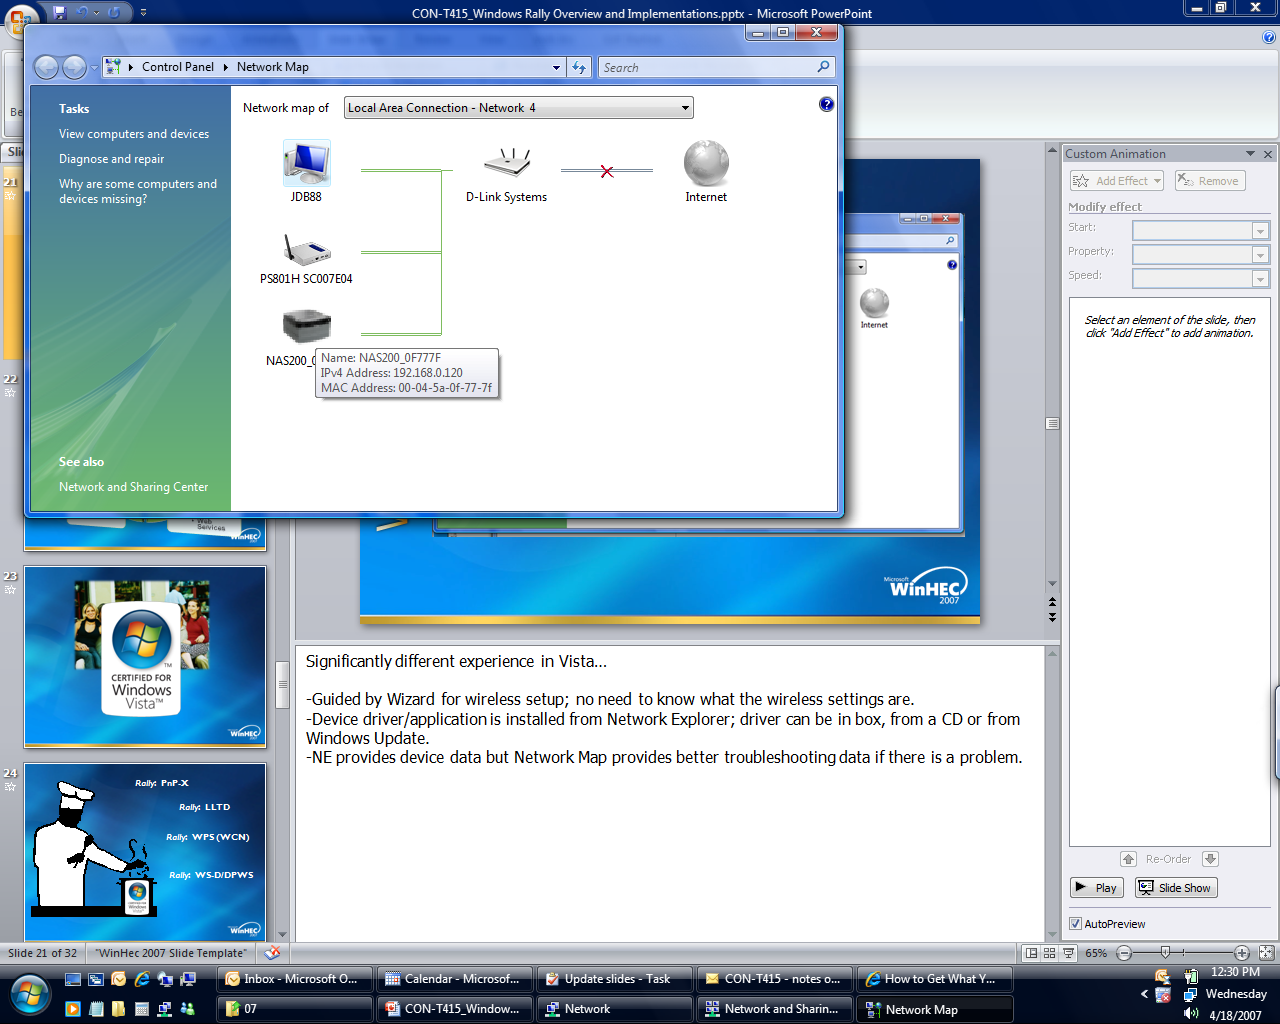 CON-T415_Windows Rally Overview and Implementations.pptx - Microsoft PowerPoint
Control Panel
Network Map
Search
Tasks
View computers and devices
Diagnose and repair
Why are some computers and
devices missing?
See also
Network and Sharing Center
Network map of
Local Area Connection - Network 4
JDB88
D-Link Systems
Internet
PS801H SC007E04
Name: NAS200_0F777F
IPv4 Address: 192.168.0.120
MAC Address: 00-04-5a-0f-77-7f
Internet
Microsoft
WinHEC
2007
Custom Animation
Add Effect
Remove
Modify effect
Start:
Property:
Speed:
Select an element of the slide, then
click "Add Effect" to add animation.
Re-Order
Play
Slide Show
AutoPreview
21
22
Web
Services
WinHEC
2007
23
CERTIFIED FOR
Windows
Vista™
WinHEC
24
Rally: PnP-X
Rally: LLTD
Rally: WPS (WCN)
Rally: WS-D/DPWS
WinHEC
Significantly different experience in Vista...
-Guided by Wizard for wireless setup; no need to know what the wireless settings are.
-Device driver/application is installed from Network Explorer; driver can be in box, from a CD or from
Windows Update.
-NE provides device data but Network Map provides better troubleshooting data if there is a problem.
Slide 21 of 32
"WinHec 2007 Slide Template"
65%
Inbox - Microsoft O...
Calendar - Microsof...
Update slides - Task
CON-T415 - notes o...
How to Get What Y...
07
CON-T415_Window...
Network
Network and Sharin...
Network Map
12:30 PM
Wednesday
4/18/2007